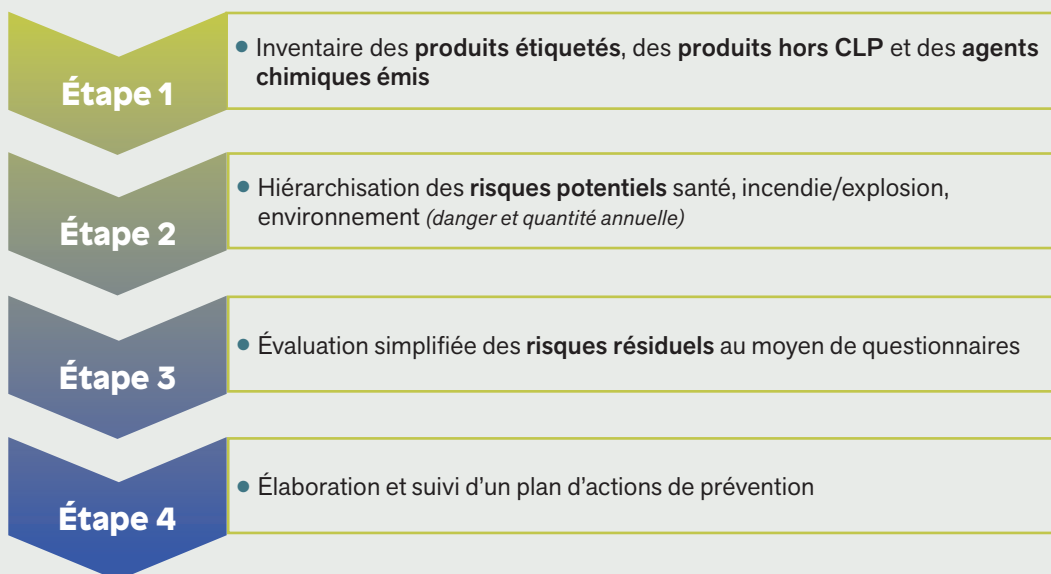 Étape 1
• Inventaire des produits étiquetés, des produits hors CLP et des agents
chimiques émis
Étape 2
• Hiérarchisation des risques potentiels santé, incendie/explosion,
environnement (danger et quantité annuelle)
Étape 3
• Évaluation simplifiée des risques résiduels au moyen de questionnaires
Étape 4
• Élaboration et suivi d'un plan d'actions de prévention